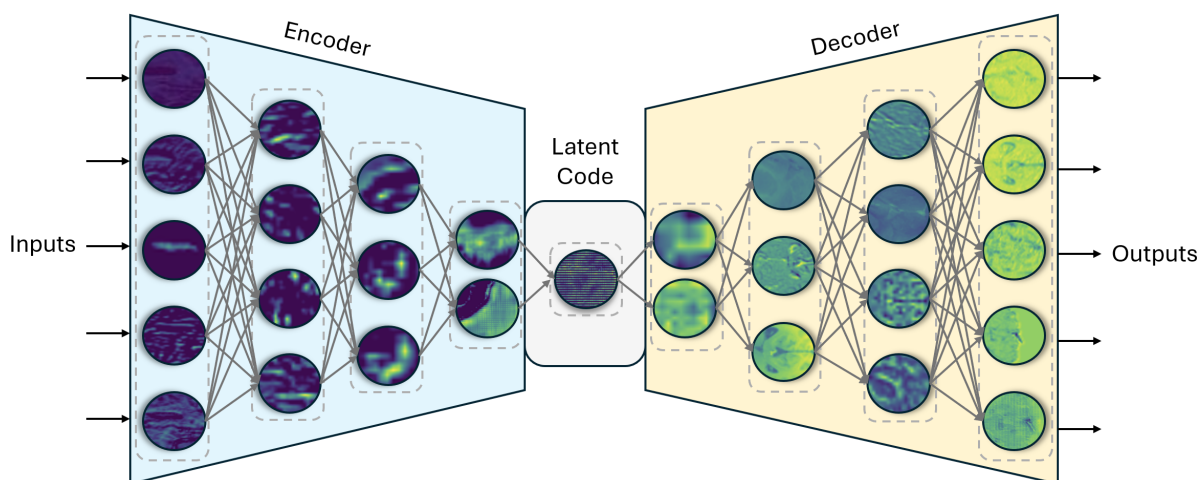 Encoder
Decoder
Latent
Code
Inputs
Outputs